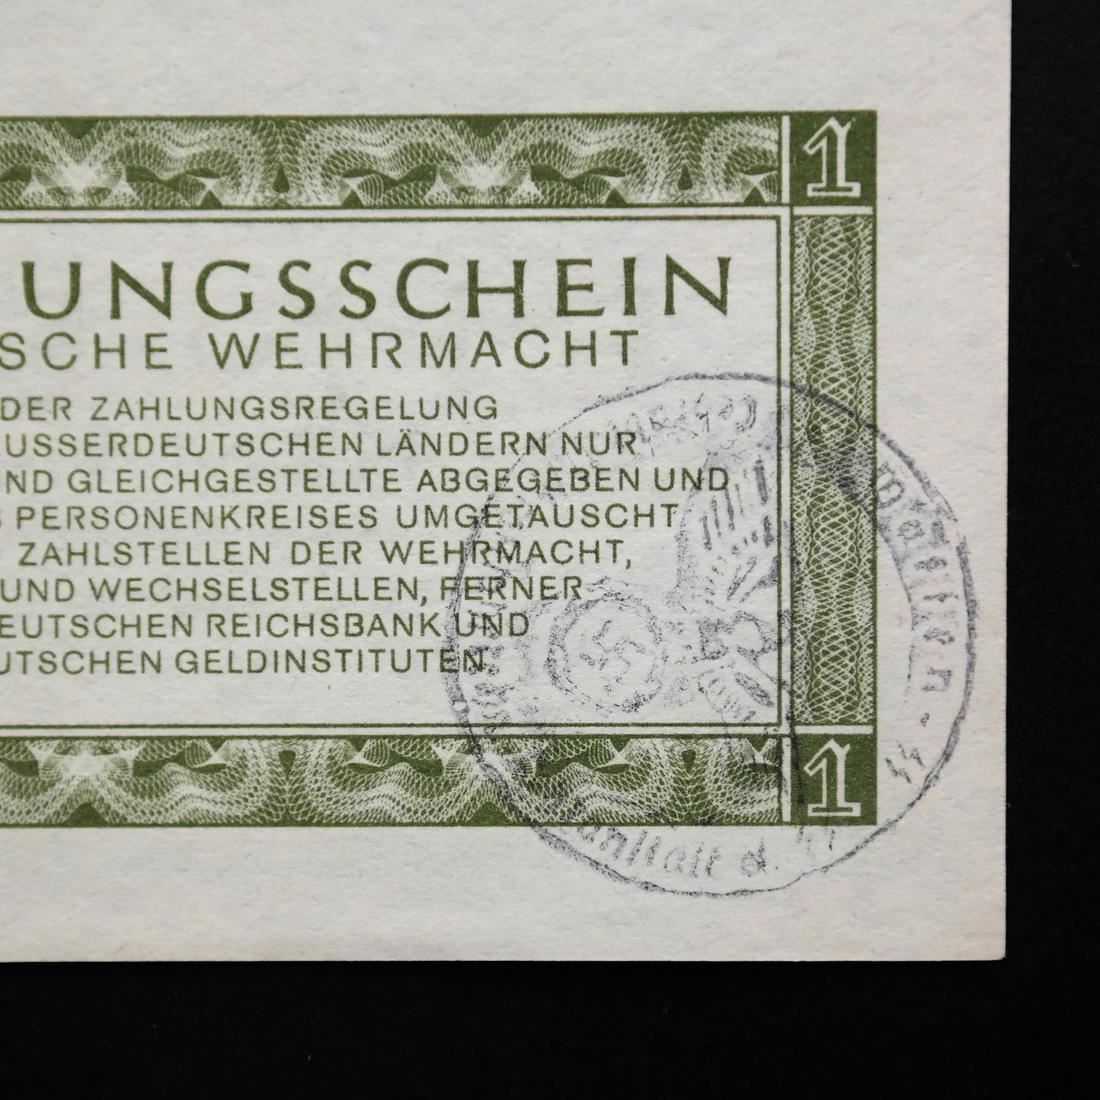 1
UNGSSCHEIN
SCHE WEHRMACHT
DER ZAHLUNGSREGELUNG
USSERDEUTSCHEN LÄNDERN NUR
ND GLEICHGESTELLTE ABGEGEBEN UND
PERSONENKREISES UMGETAUSCHT
ZAHLSTELLEN DER WEHRMACHT,
UND WECHSELSTELLEN, FERNER
EUTSCHEN REICHSBANK UND
UTSCHEN GELDINSTITUTEN.
1
d. ᛋᛋ